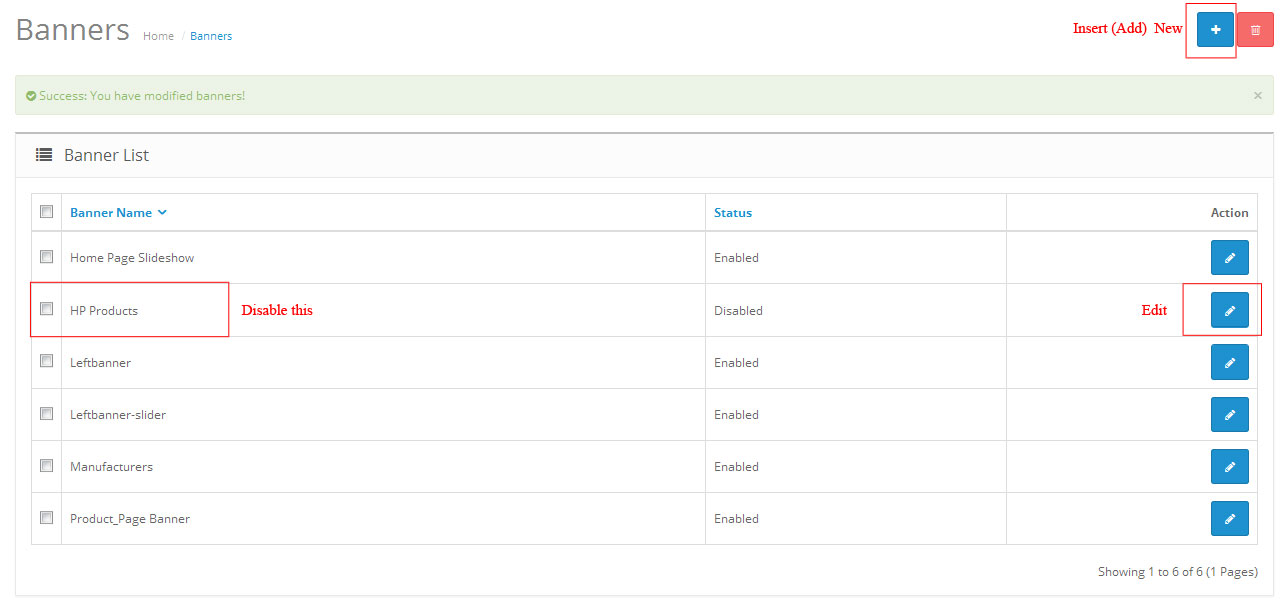 Banners Home / Banners Insert (Add) New
Success: You have modified banners! ×
Banner List
Banner Name Status Action
Home Page Slideshow Enabled
HP Products Disable this Disabled Edit
Leftbanner Enabled
Leftbanner-slider Enabled
Manufacturers Enabled
Product_Page Banner Enabled
Showing 1 to 6 of 6 (1 Pages)